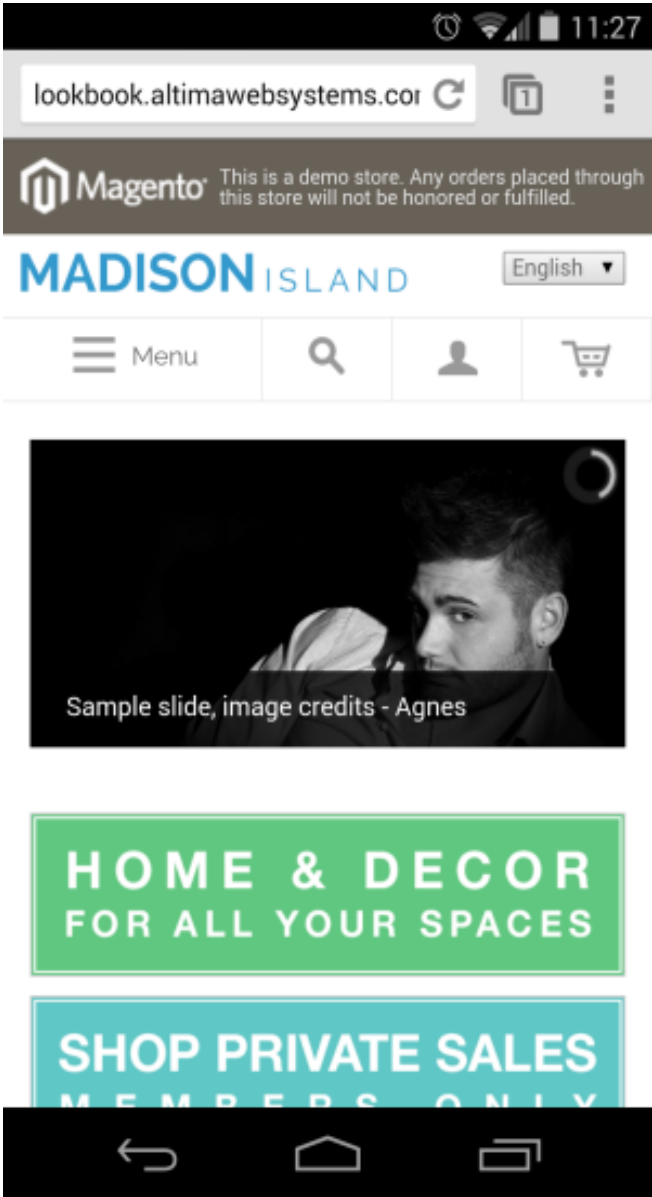 11:27
lookbook.altimawebsystems.cor
1
Magento
This is a demo store. Any orders placed through
this store will not be honored or fulfilled.
MADISON ISLAND
English
Menu
Sample slide, image credits - Agnes
HOME & DECOR
FOR ALL YOUR SPACES
SHOP PRIVATE SALES
MEMBERS ONLY